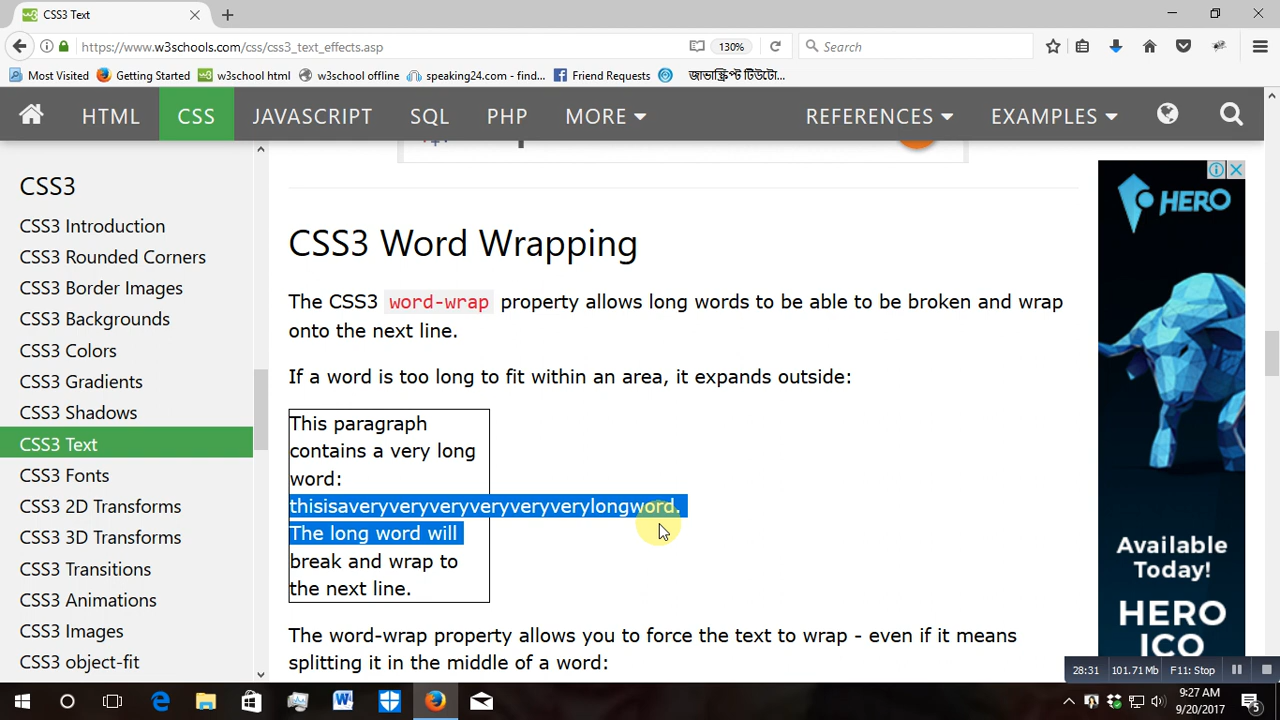 CSS3 Text
https://www.w3schools.com/css/css3_text_effects.asp
130%
Search
Most Visited
Getting Started
w3school html
w3school offline
speaking24.com - find...
Friend Requests
জাভাস্ক্রিপ্ট টিউটো...
HTML
CSS
JAVASCRIPT
SQL
PHP
MORE
REFERENCES
EXAMPLES
CSS3
CSS3 Introduction
CSS3 Rounded Corners
CSS3 Border Images
CSS3 Backgrounds
CSS3 Colors
CSS3 Gradients
CSS3 Shadows
CSS3 Text
CSS3 Fonts
CSS3 2D Transforms
CSS3 3D Transforms
CSS3 Transitions
CSS3 Animations
CSS3 Images
CSS3 object-fit
CSS3 Word Wrapping
The CSS3 word-wrap property allows long words to be able to be broken and wrap
onto the next line.
If a word is too long to fit within an area, it expands outside:
This paragraph
contains a very long
word:
thisisaveryveryveryveryveryverylongword.
The long word will
break and wrap to
the next line.
The word-wrap property allows you to force the text to wrap - even if it means
splitting it in the middle of a word:
HERO
Available
Today!
HERO
ICO
28:31
101.71 Mb
F11: Stop
9:27 AM
9/20/2017
5